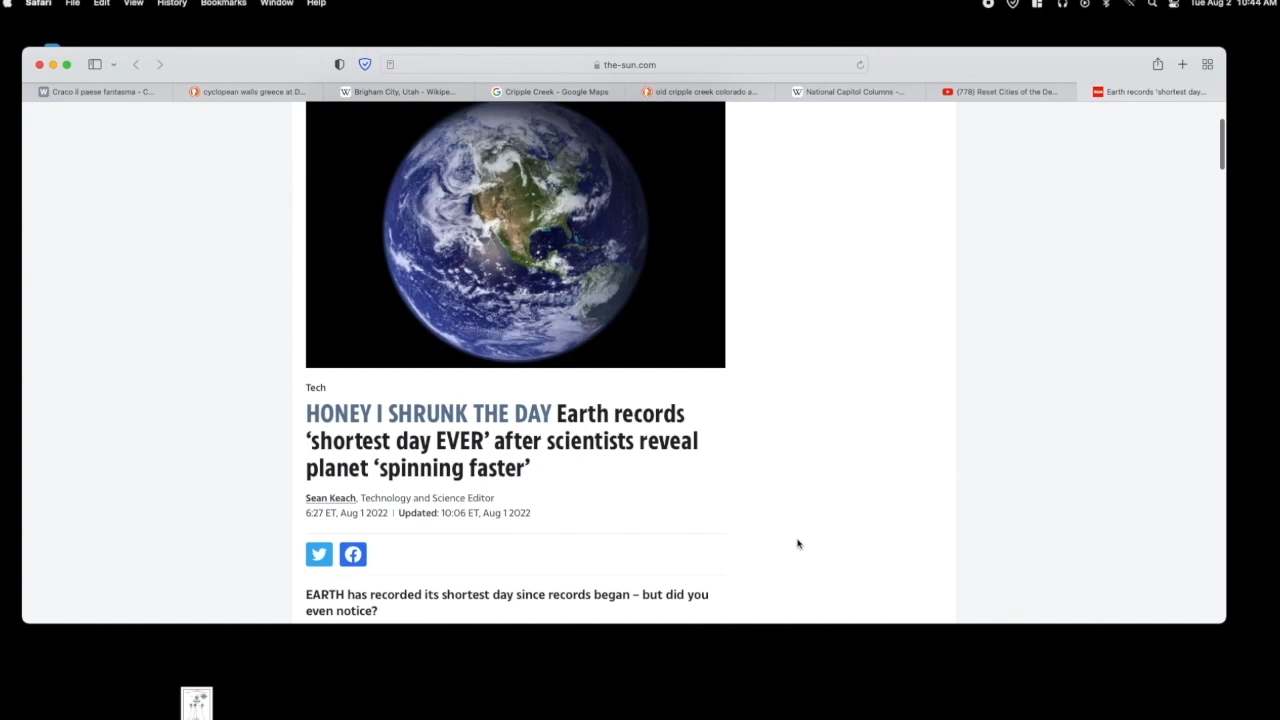 Safari File Edit View History Bookmarks Window Help Tue Aug 2 10:44 AM
the-sun.com
Craco il paese fantasma - C... cyclopean walls greece at D... Brigham City, Utah - Wikipe... Cripple Creek - Google Maps old cripple creek colorado a... National Capitol Columns -... (778) Reset Cities of the De... Earth records 'shortest day...
Tech
HONEY I SHRUNK THE DAY Earth records
‘shortest day EVER’ after scientists reveal
planet ‘spinning faster’
Sean Keach, Technology and Science Editor
6:27 ET, Aug 1 2022 | Updated: 10:06 ET, Aug 1 2022
EARTH has recorded its shortest day since records began – but did you
even notice?